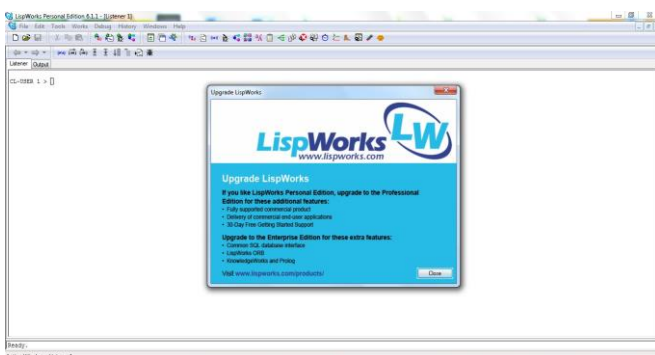 LispWorks Personal Edition 6.1.1 - [Listener 1]
File Edit Tools Works Debug History Windows Help
Listener Output
CL-USER 1 >
Upgrade LispWorks
LispWorks
LW
www.lispworks.com
Upgrade LispWorks
If you like LispWorks Personal Edition, upgrade to the Professional
Edition for these additional features:
• Fully supported commercial product
• Delivery of commercial end-user applications
• 30-Day Free Getting Started Support
Upgrade to the Enterprise Edition for these extra features:
• Common SQL database interface
• LispWorks ORB
• KnowledgeWorks and Prolog
Visit www.lispworks.com/products/
Close
Ready.